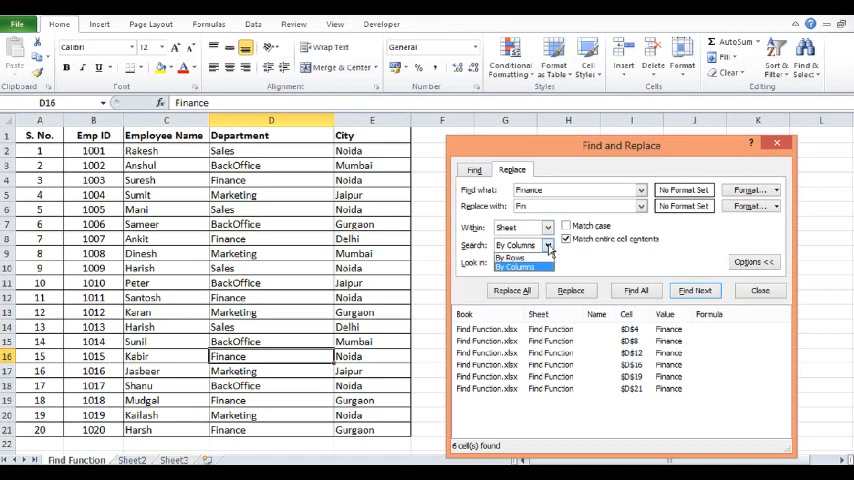 File Home Insert Page Layout Formulas Data Review View Developer
Calibri 12 Wrap Text General AutoSum
Paste B I U Merge & Center $ % , Conditional Formatting Format as Table Cell Styles Insert Delete Format Fill Clear Sort & Filter Find & Select
Clipboard Font Alignment Number Styles Cells Editing
D16 fx Finance
A B C D E F G H I J K L
1 S. No. Emp ID Employee Name Department City
2 1 1001 Rakesh Sales Noida
3 2 1002 Anshul BackOffice Mumbai
4 3 1003 Suresh Finance Noida
5 4 1004 Sumit Marketing Jaipur
6 5 1005 Mani Sales Noida
7 6 1006 Sameer BackOffice Gurgaon
8 7 1007 Ankit Finance Delhi
9 8 1008 Dinesh Marketing Mumbai
10 9 1009 Harish Sales Noida
11 10 1010 Peter BackOffice Jaipur
12 11 1011 Santosh Finance Noida
13 12 1012 Karan Marketing Gurgaon
14 13 1013 Harish Sales Delhi
15 14 1014 Sunil BackOffice Mumbai
16 15 1015 Kabir Finance Noida
17 16 1016 Jasbeer Marketing Jaipur
18 17 1017 Shanu BackOffice Noida
19 18 1018 Mudgal Finance Gurgaon
20 19 1019 Kailash Marketing Noida
21 20 1020 Harsh Finance Gurgaon
22
Find Function Sheet2 Sheet3
Find and Replace ? X
Find Replace
Find what: Finance No Format Set Format...
Replace with: Fin No Format Set Format...
Within: Sheet Match case
Search: By Columns Match entire cell contents
By Rows
By Columns
Look in: Options <<
Replace All Replace Find All Find Next Close
Book Sheet Name Cell Value Formula
Find Function.xlsx Find Function $D$4 Finance
Find Function.xlsx Find Function $D$8 Finance
Find Function.xlsx Find Function $D$12 Finance
Find Function.xlsx Find Function $D$16 Finance
Find Function.xlsx Find Function $D$19 Finance
Find Function.xlsx Find Function $D$21 Finance
6 cell(s) found